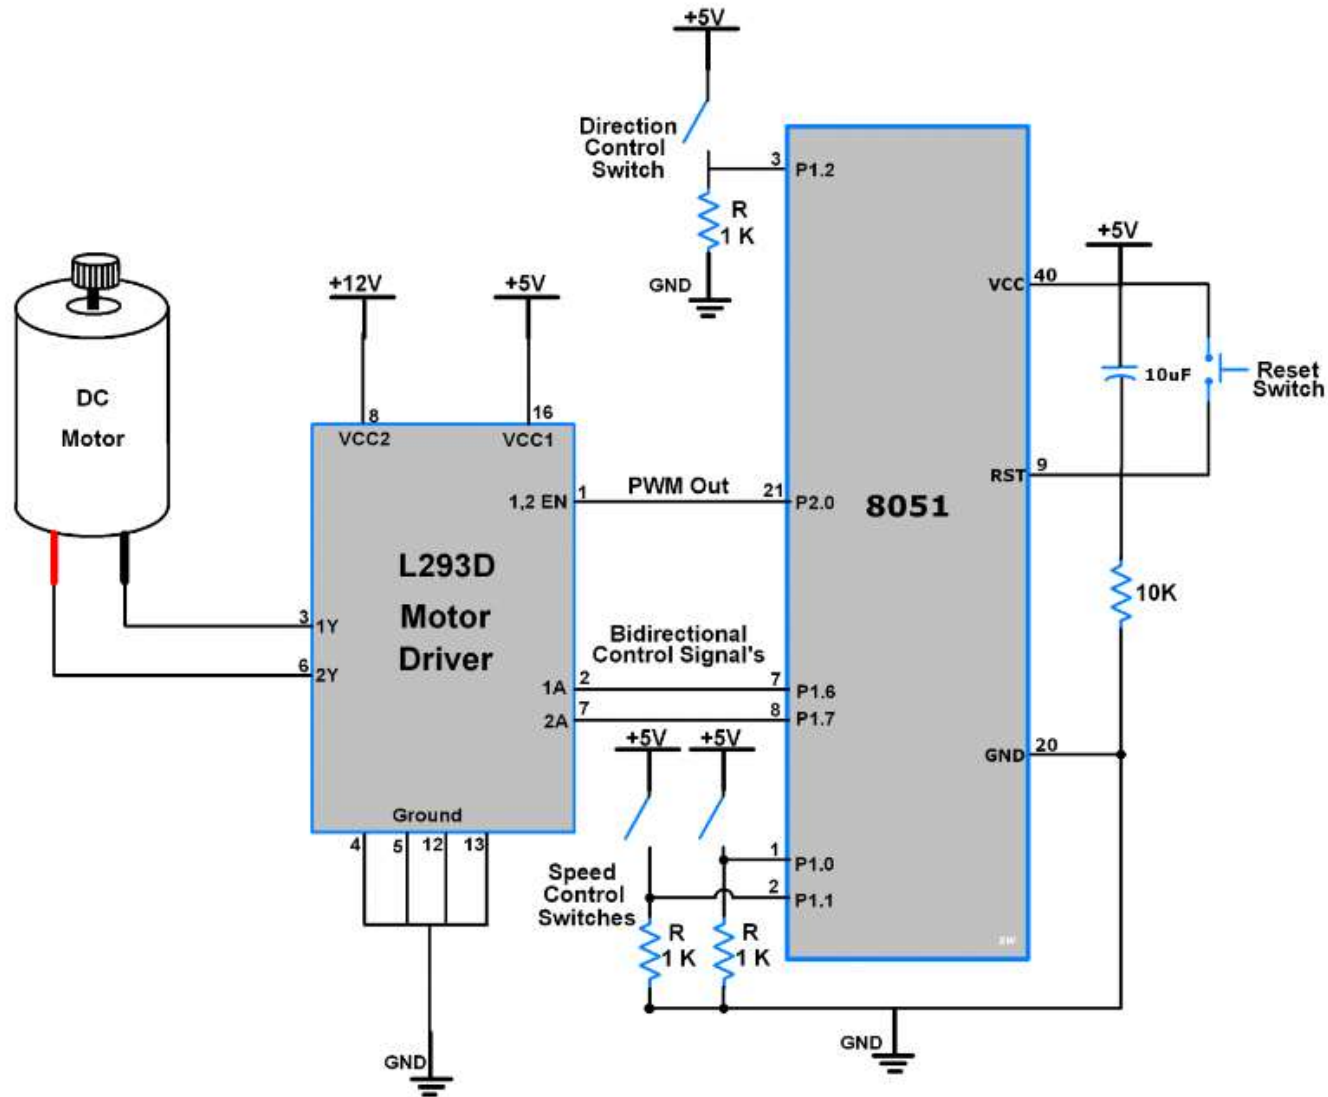 +5V
Direction
Control
Switch
3
P1.2
R
1 K
GND
+5V
VCC
40
10uF
Reset
Switch
RST
9
10K
GND
20
8051
DC
Motor
+12V
+5V
8
VCC2
16
VCC1
1,2 EN
1
PWM Out
21
P2.0
L293D
Motor
Driver
3
1Y
6
2Y
Bidirectional
Control Signal's
1A
2
7
P1.6
2A
7
8
P1.7
+5V
+5V
Ground
4
5
12
13
1
P1.0
2
P1.1
Speed
Control
Switches
R
1 K
R
1 K
GND
GND